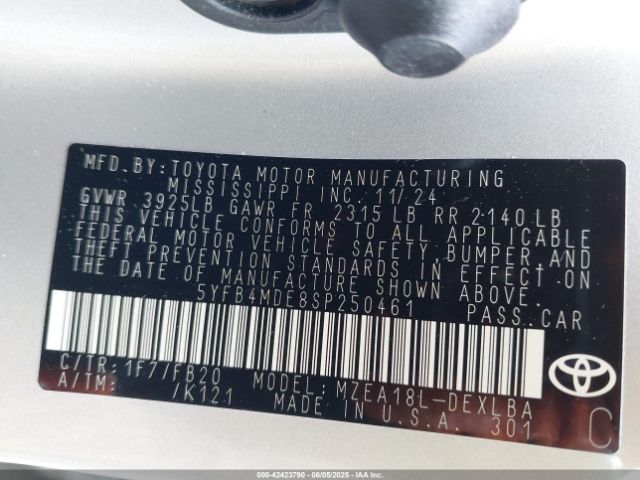 MFD.BY:TOYOTA MOTOR MANUFACTURING
MISSISSIPPI INC. 11/24
GVWR 3925LB GAWR FR 2315 LB RR 2140 LB
THIS VEHICLE CONFORMS TO ALL APPLICABLE
FEDERAL MOTOR VEHICLE SAFETY, BUMPER, AND
THEFT PREVENTION STANDARDS IN EFFECT ON
THE DATE OF MANUFACTURE SHOWN ABOVE.
5YFB4MDE8SP250461 PASS.CAR
C/TR: 1F7/FB20 MODEL: MZEA18L-DEXLBA
A/TM: /K121 MADE IN U.S.A. 301
C
00-42423790 - 06/05/2025 - IAAI.CA